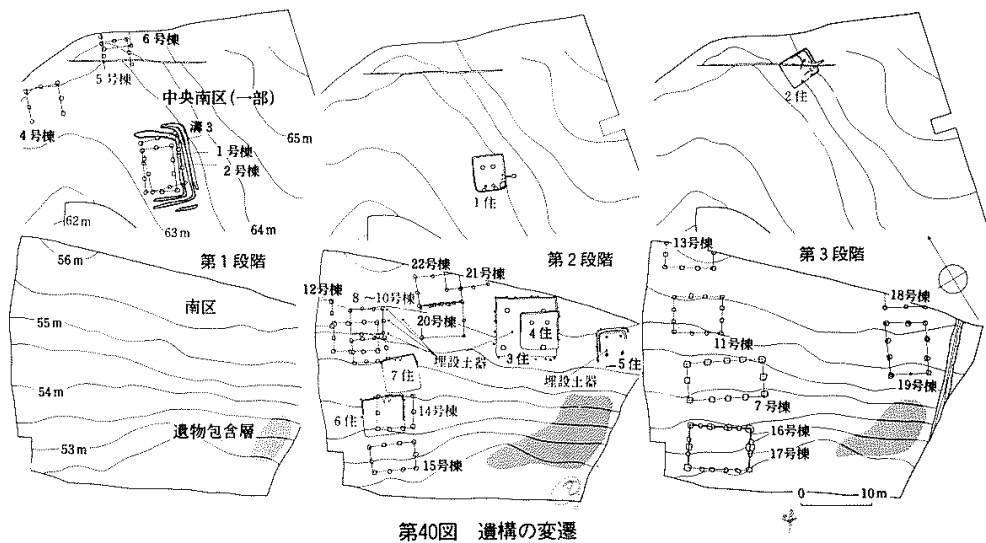 6号棟
5号棟
中央南区(一部)
4号棟
溝3
1号棟
2号棟
65m
62m
63m
64m
1住
2住
56m
第1段階
南区
55m
54m
遺物包含層
53m
第2段階
22号棟
21号棟
12号棟
8~10号棟
20号棟
4住
3住
埋設土器
5住
埋設土器
7住
6住
14号棟
15号棟
第3段階
13号棟
18号棟
11号棟
19号棟
7号棟
16号棟
17号棟
0 10m
第40図 遺構の変遷